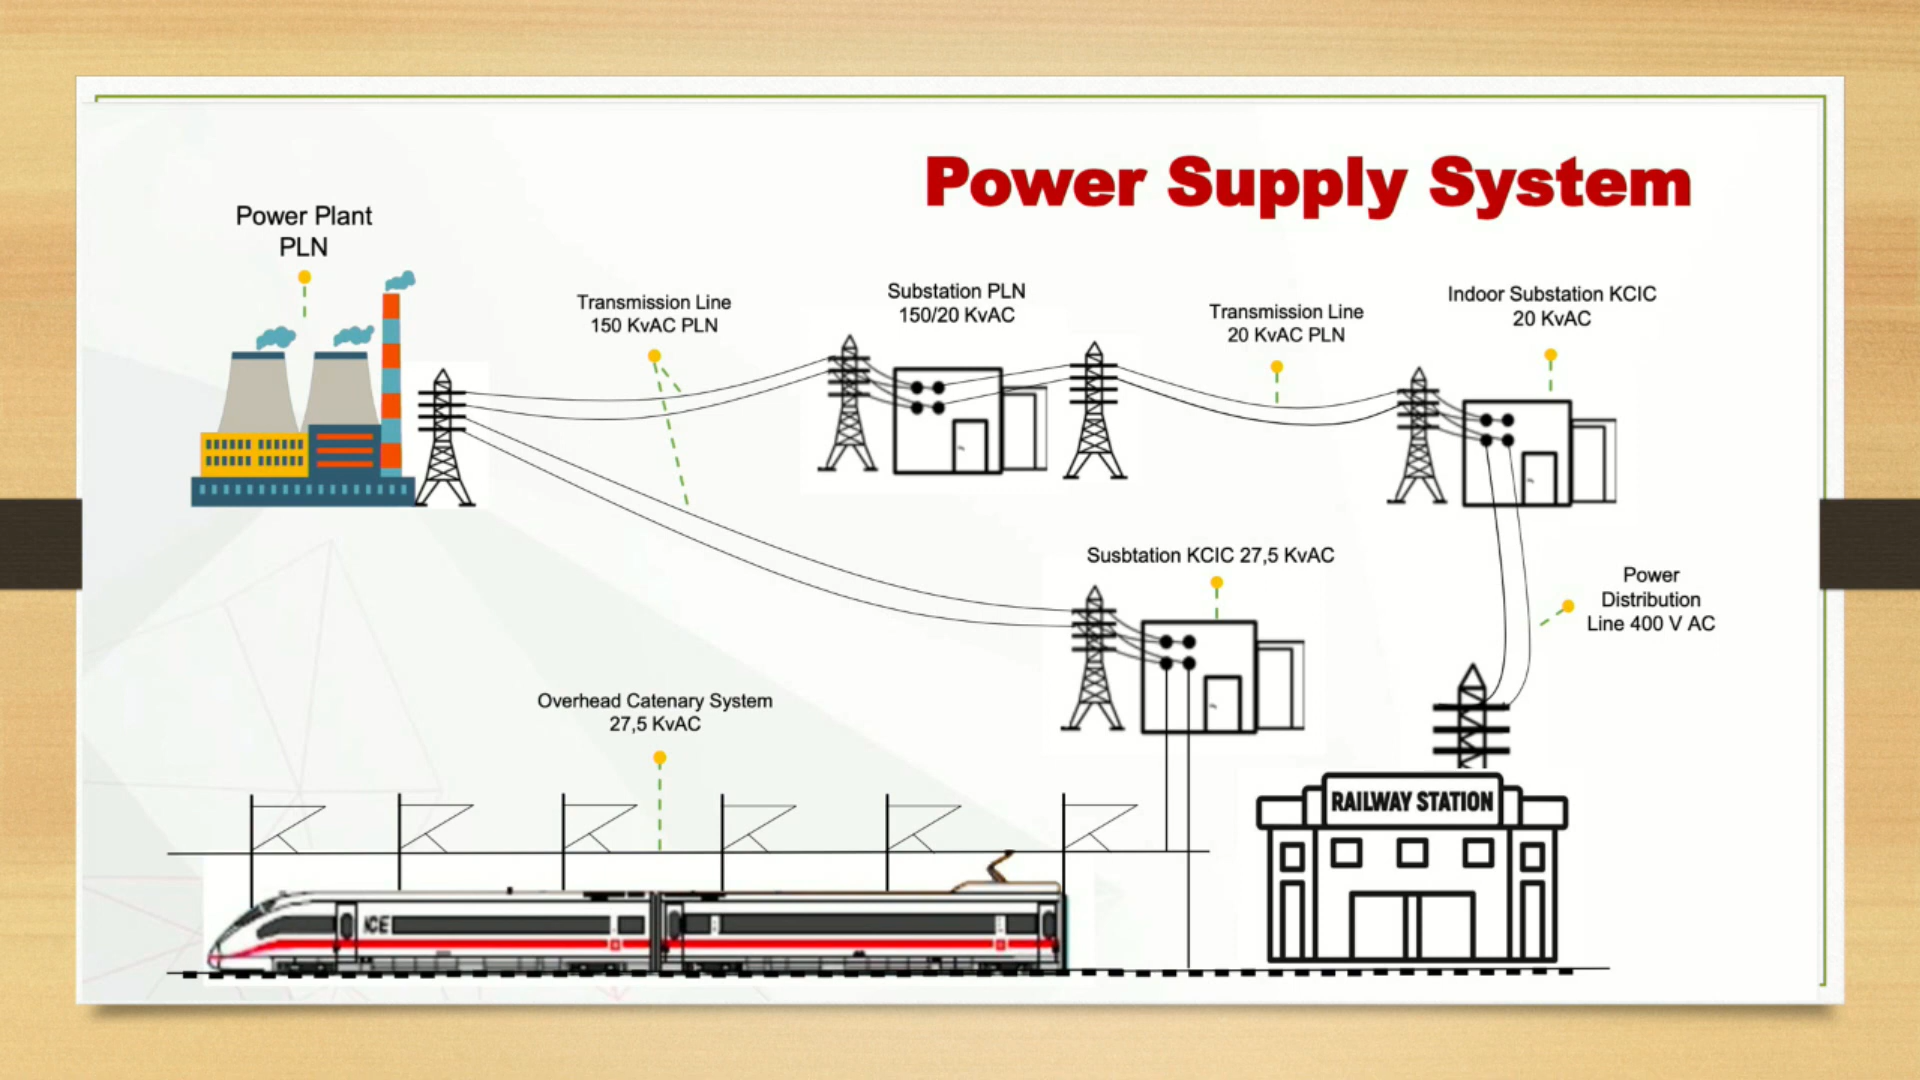 Power Supply System
Power Plant
PLN
Transmission Line
150 KvAC PLN
Substation PLN
150/20 KvAC
Transmission Line
20 KvAC PLN
Indoor Substation KCIC
20 KvAC
Susbtation KCIC 27,5 KvAC
Power
Distribution
Line 400 V AC
Overhead Catenary System
27,5 KvAC
RAILWAY STATION
ICE